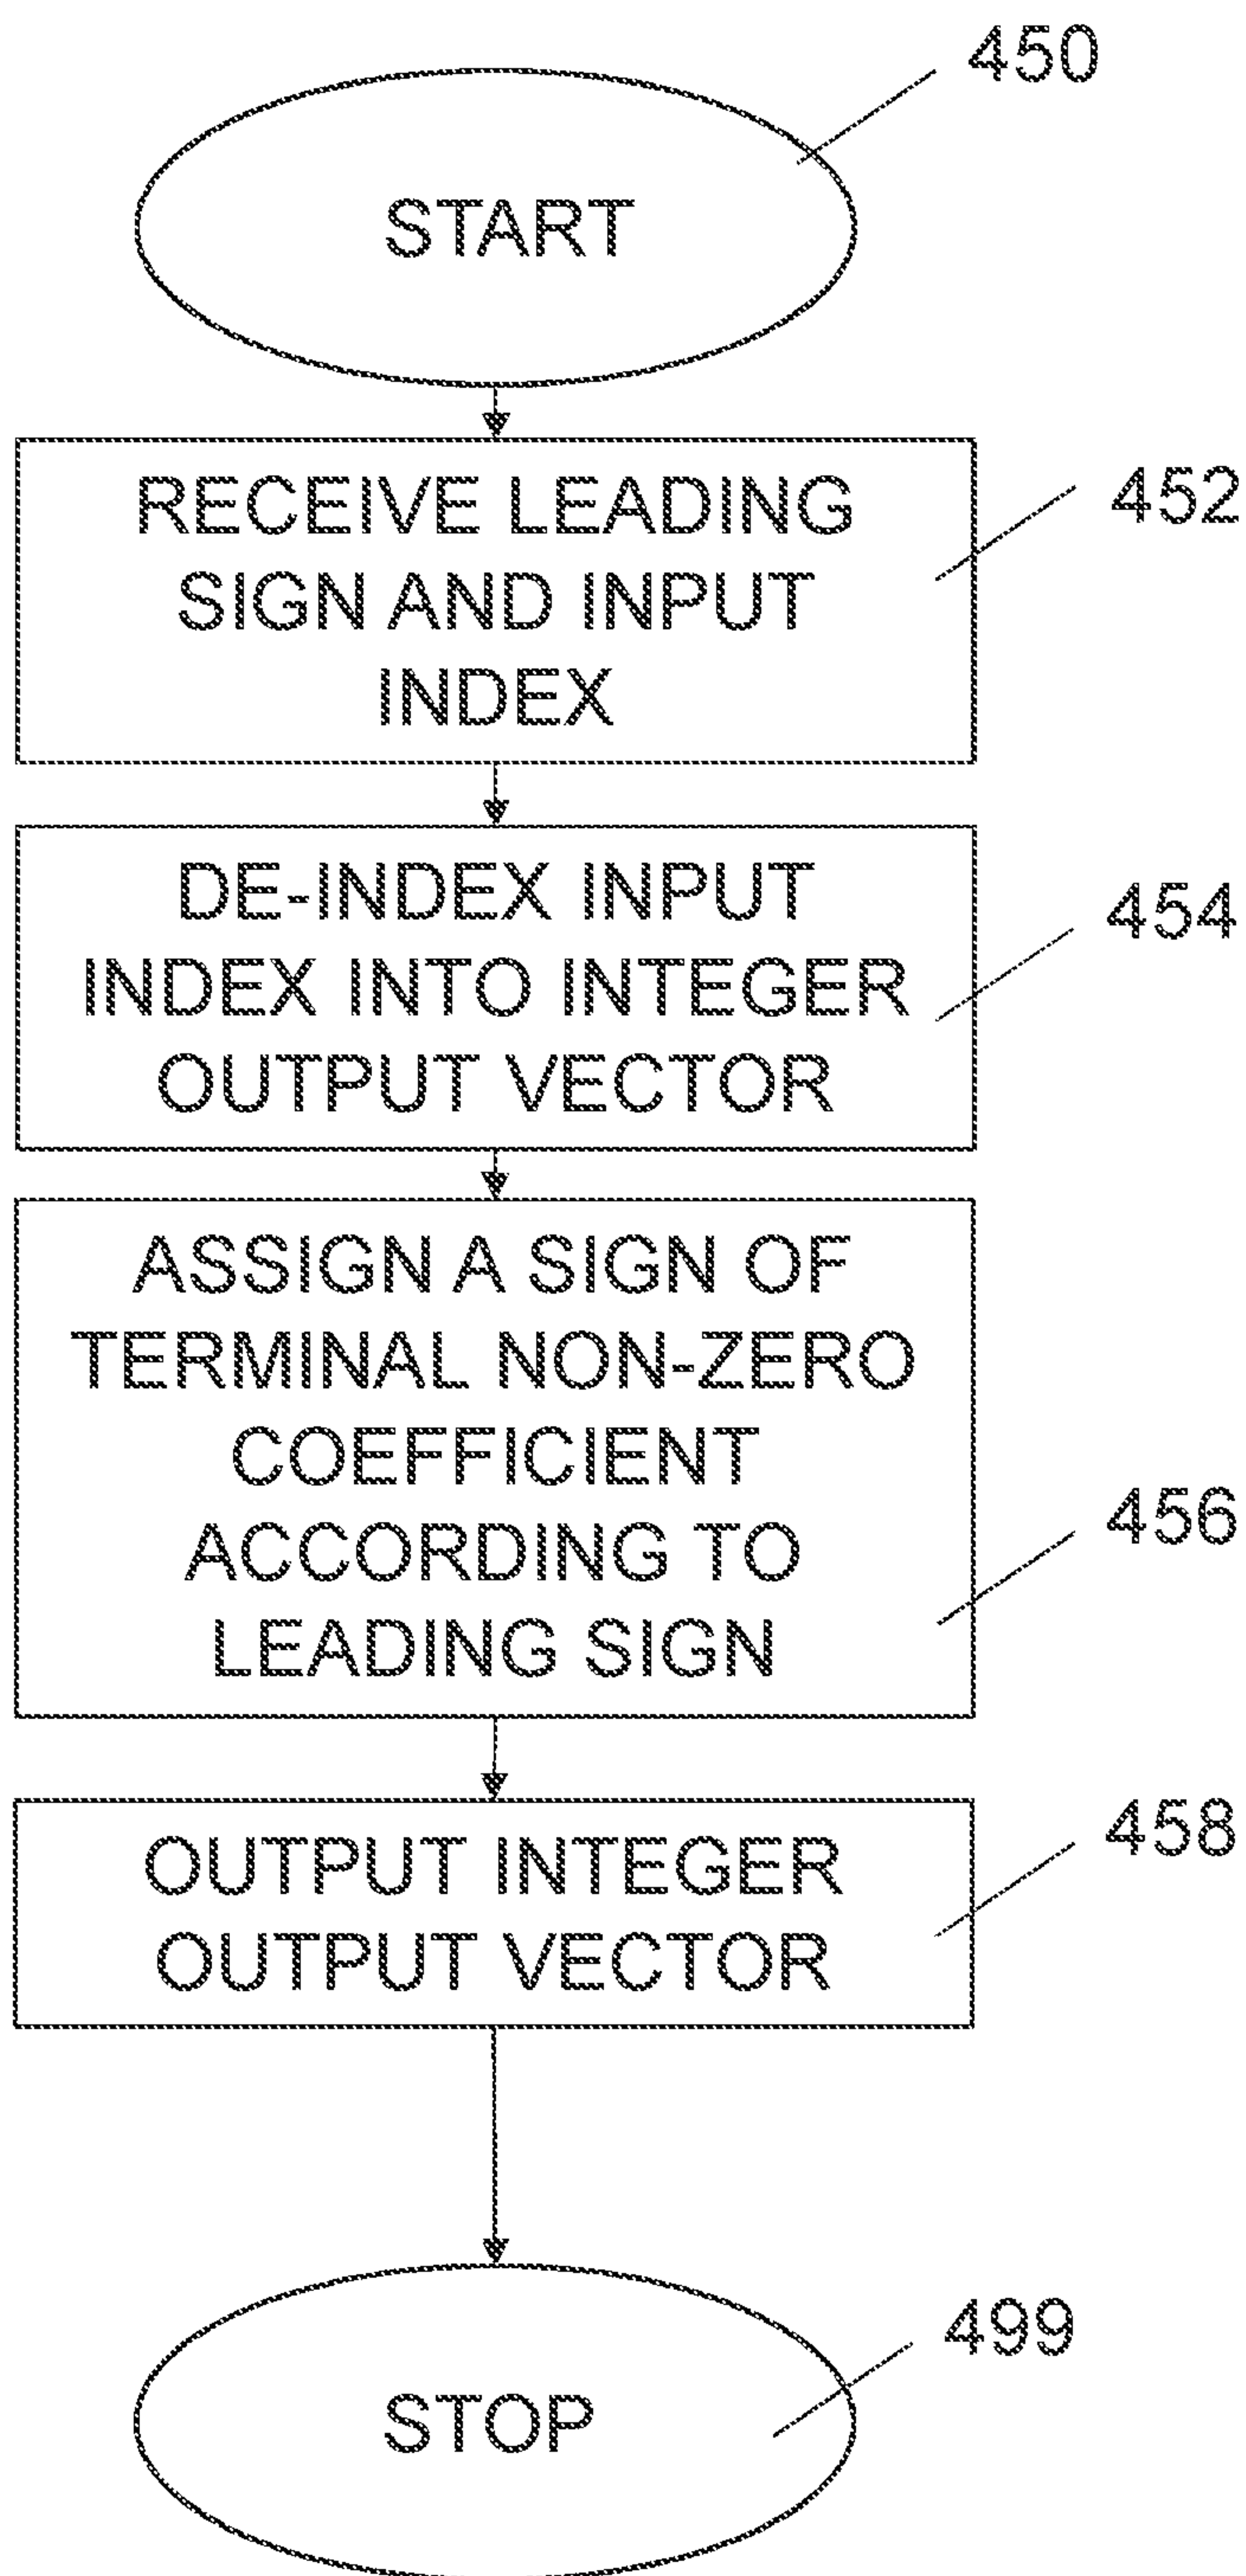 450
START
RECEIVE LEADING
SIGN AND INPUT
INDEX
452
DE-INDEX INPUT
INDEX INTO INTEGER
OUTPUT VECTOR
454
ASSIGN A SIGN OF
TERMINAL NON-ZERO
COEFFICIENT
ACCORDING TO
LEADING SIGN
456
OUTPUT INTEGER
OUTPUT VECTOR
458
499
STOP